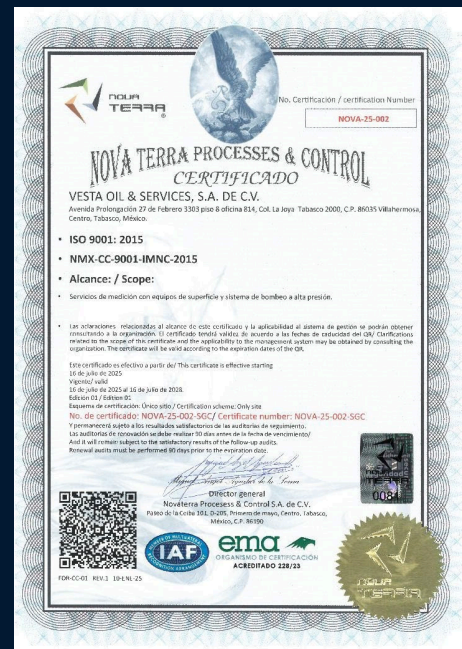 NOVA
TERRA
®
No. Certificación / certification Number
NOVA-25-002
NOVA TERRA PROCESSES & CONTROL
CERTIFICADO
VESTA OIL & SERVICES, S.A. DE C.V.
Avenida Prolongación 27 de Febrero 3303 piso 8 oficina 814, Col. La Joya Tabasco 2000, C.P. 86035 Villahermosa,
Centro, Tabasco, México.
• ISO 9001: 2015
• NMX-CC-9001-IMNC-2015
• Alcance: / Scope:
• Servicios de medición con equipos de superficie y sistema de bombeo a alta presión.
• Las aclaraciones relacionadas al alcance de este certificado y la aplicabilidad al sistema de gestión se podrán obtener
consultando a la organización. El certificado tendrá validez de acuerdo a las fechas de caducidad del QR/ Clarifications
related to the scope of this certificate and the applicability to the management system may be obtained by consulting the
organization. The certificate will be valid according to the expiration dates of the QR.
Este certificado es efectivo a partir de/ This certificate is effective starting
16 de julio de 2025
Vigente/ valid
16 de julio de 2025 al 16 de julio de 2028.
Edición 01 / Edition 01
Esquema de certificación: Único sitio / Certification scheme: Only site
No. de certificado: NOVA-25-002-SGC/ Certificate number: NOVA-25-002-SGC
Y permanecerá sujeto a los resultados satisfactorios de las auditorias de seguimiento.
Las auditorias de renovación se debe realizar 90 dias antes de la fecha de vencimiento/
And it will remain subject to the satisfactory results of the follow-up audits.
Renewal audits must be performed 90 days prior to the expiration date.
Director general
Novaterra Procesess & Control S.A. de C.V.
Paseo de la Ceiba 101, D-205, Primero de mayo, Centro, Tabasco,
México, C.P. 86190
0081
MEMBER OF MULTILATERAL
IAF
RECOGNITION ARRANGEMENT
ema
ORGANISMO DE CERTIFICACIÓN
ACREDITADO 228/23
NOVA
TERRA
FOR-CC-01 REV.1 10-ENE-25